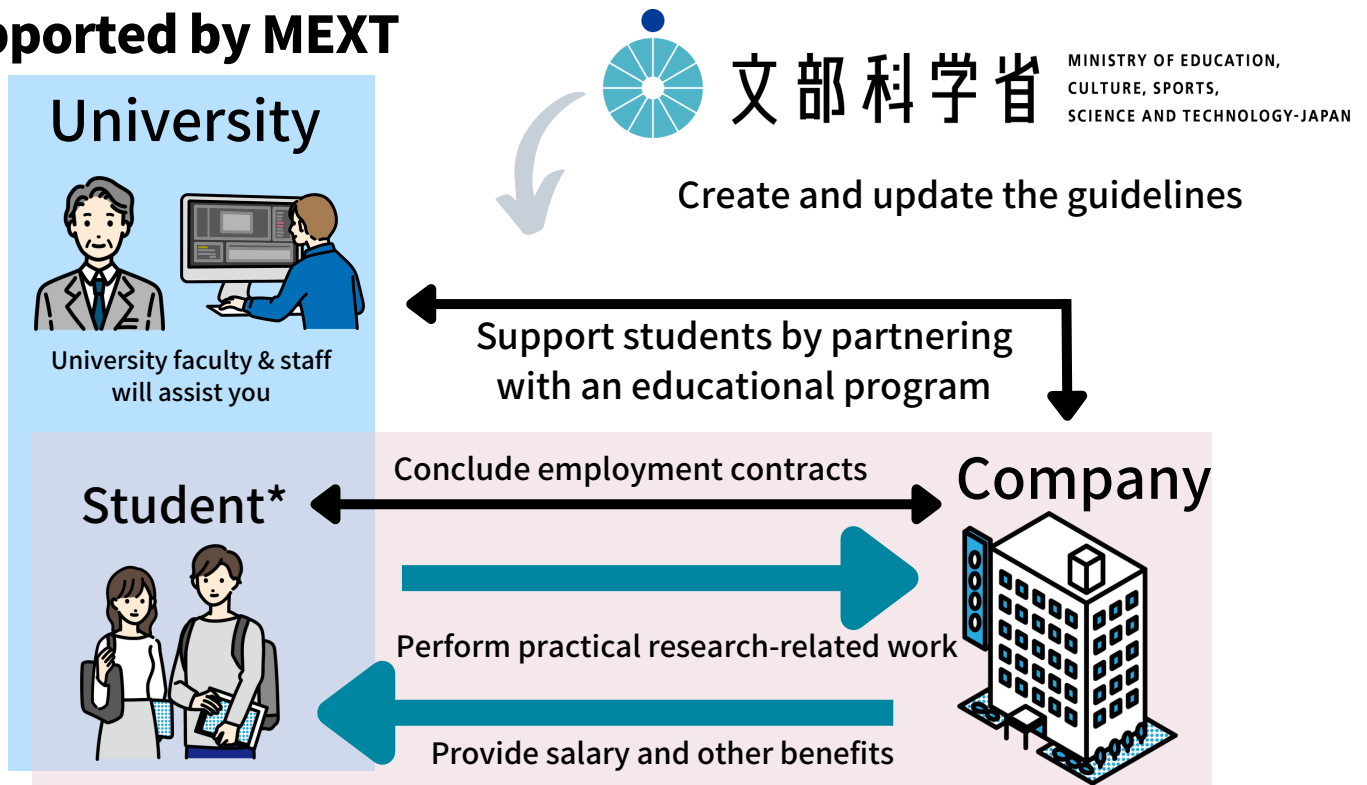 pported by MEXT
文部科学省
MINISTRY OF EDUCATION,
CULTURE, SPORTS,
SCIENCE AND TECHNOLOGY-JAPAN
University
Create and update the guidelines
University faculty & staff
will assist you
Support students by partnering
with an educational program
Student*
Conclude employment contracts
Company
Perform practical research-related work
Provide salary and other benefits